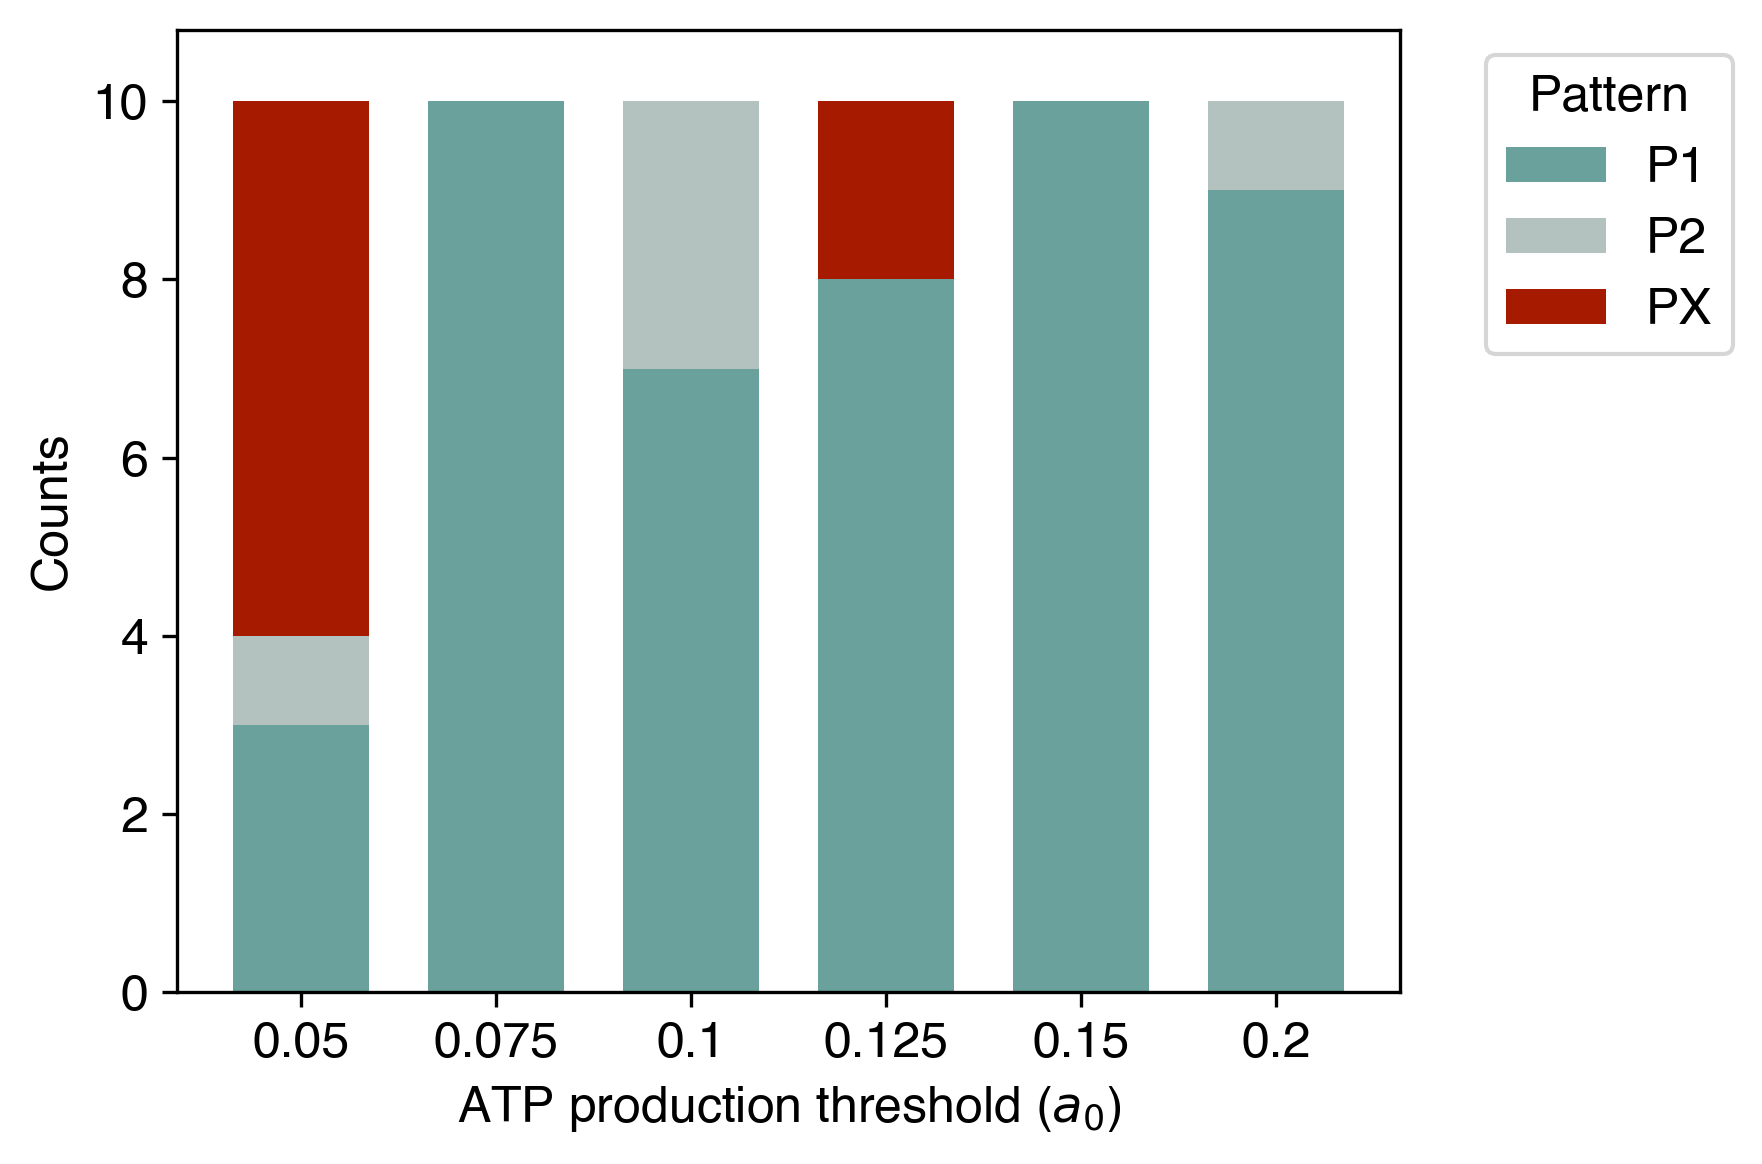 10
8
6
4
2
0
Counts
0.05 0.075 0.1 0.125 0.15 0.2
ATP production threshold (a₀)
Pattern
P1
P2
PX